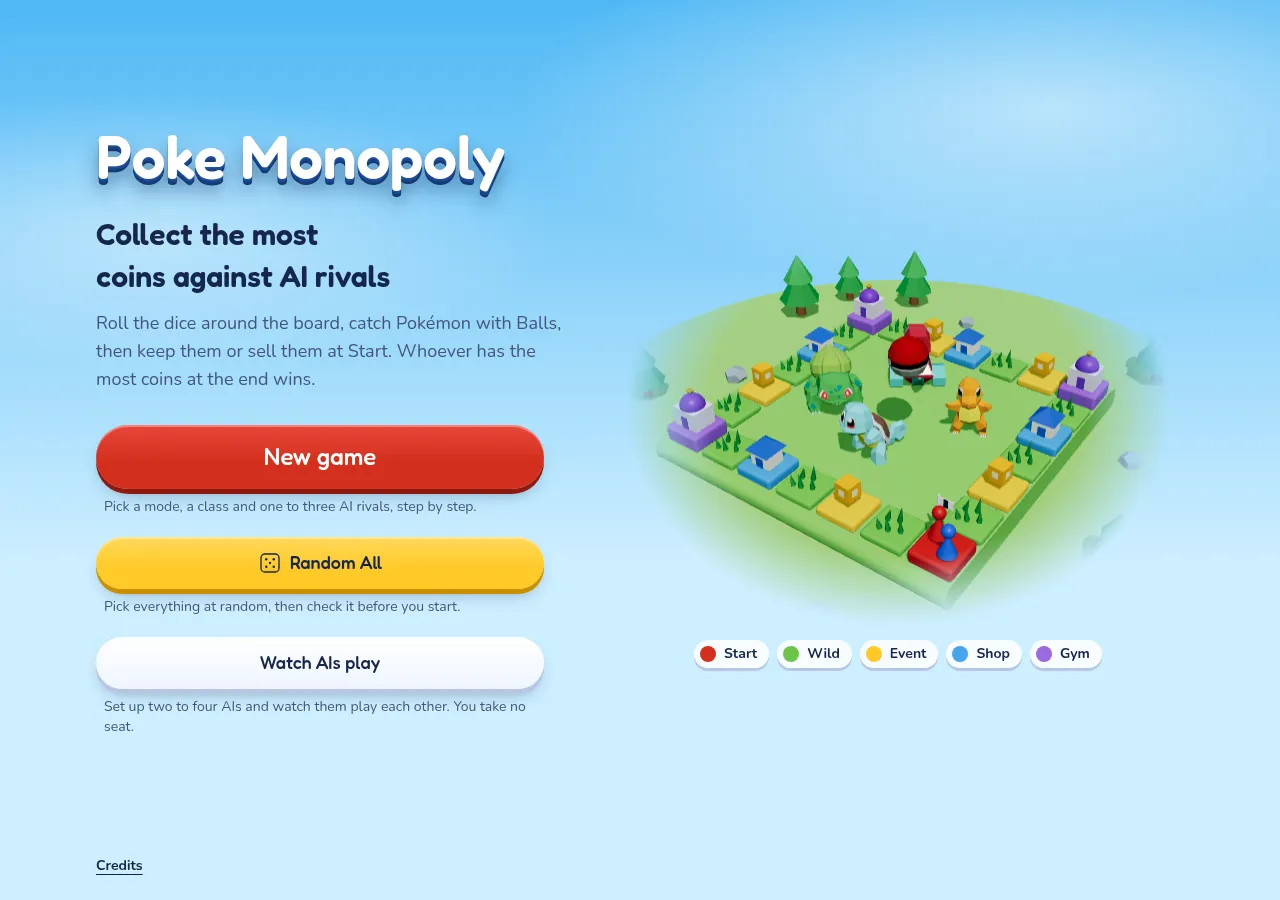 Poke Monopoly
Collect the most
coins against AI rivals
Roll the dice around the board, catch Pokémon with Balls,
then keep them or sell them at Start. Whoever has the
most coins at the end wins.
New game
Pick a mode, a class and one to three AI rivals, step by step.
Random All
Pick everything at random, then check it before you start.
Watch AIs play
Set up two to four AIs and watch them play each other. You take no
seat.
Start
Wild
Event
Shop
Gym
Credits